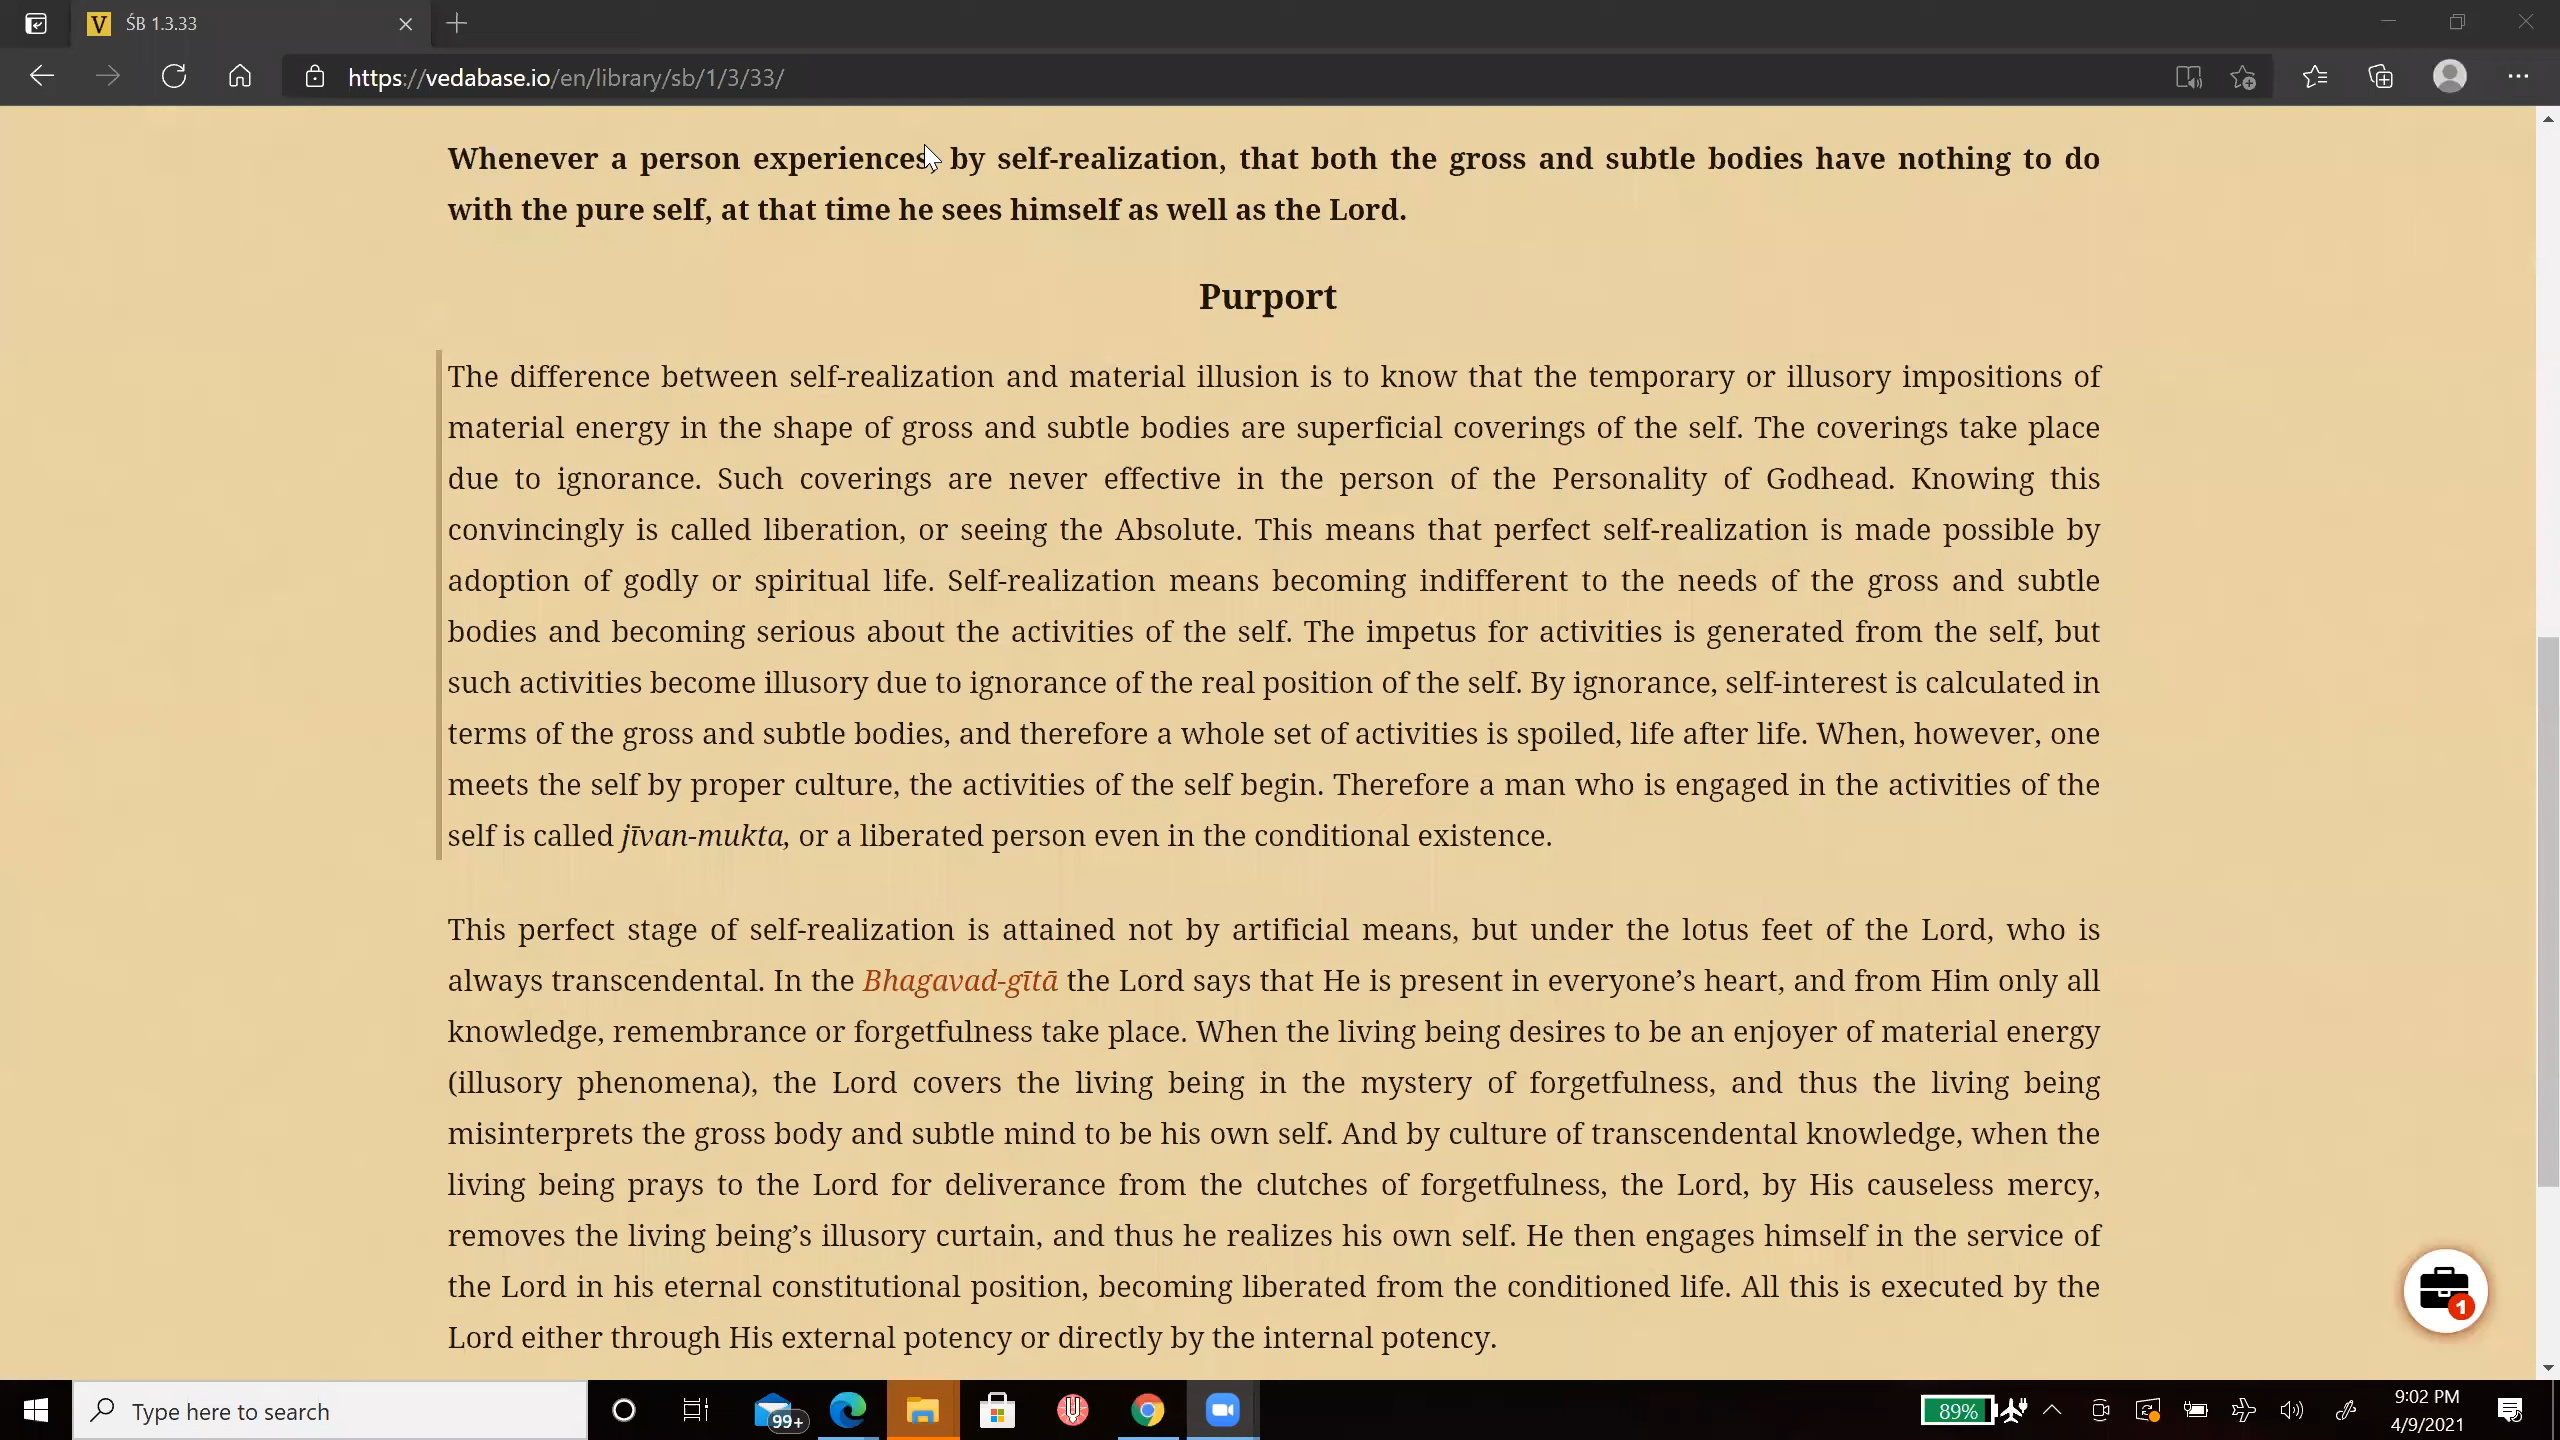 ŚB 1.3.33
https://vedabase.io/en/library/sb/1/3/33/
Whenever a person experiences, by self-realization, that both the gross and subtle bodies have nothing to do
with the pure self, at that time he sees himself as well as the Lord.
Purport
The difference between self-realization and material illusion is to know that the temporary or illusory impositions of
material energy in the shape of gross and subtle bodies are superficial coverings of the self. The coverings take place
due to ignorance. Such coverings are never effective in the person of the Personality of Godhead. Knowing this
convincingly is called liberation, or seeing the Absolute. This means that perfect self-realization is made possible by
adoption of godly or spiritual life. Self-realization means becoming indifferent to the needs of the gross and subtle
bodies and becoming serious about the activities of the self. The impetus for activities is generated from the self, but
such activities become illusory due to ignorance of the real position of the self. By ignorance, self-interest is calculated in
terms of the gross and subtle bodies, and therefore a whole set of activities is spoiled, life after life. When, however, one
meets the self by proper culture, the activities of the self begin. Therefore a man who is engaged in the activities of the
self is called jīvan-mukta, or a liberated person even in the conditional existence.
This perfect stage of self-realization is attained not by artificial means, but under the lotus feet of the Lord, who is
always transcendental. In the Bhagavad-gītā the Lord says that He is present in everyone's heart, and from Him only all
knowledge, remembrance or forgetfulness take place. When the living being desires to be an enjoyer of material energy
(illusory phenomena), the Lord covers the living being in the mystery of forgetfulness, and thus the living being
misinterprets the gross body and subtle mind to be his own self. And by culture of transcendental knowledge, when the
living being prays to the Lord for deliverance from the clutches of forgetfulness, the Lord, by His causeless mercy,
removes the living being's illusory curtain, and thus he realizes his own self. He then engages himself in the service of
the Lord in his eternal constitutional position, becoming liberated from the conditioned life. All this is executed by the
Lord either through His external potency or directly by the internal potency.
1
Type here to search
99+
89%
9:02 PM
4/9/2021